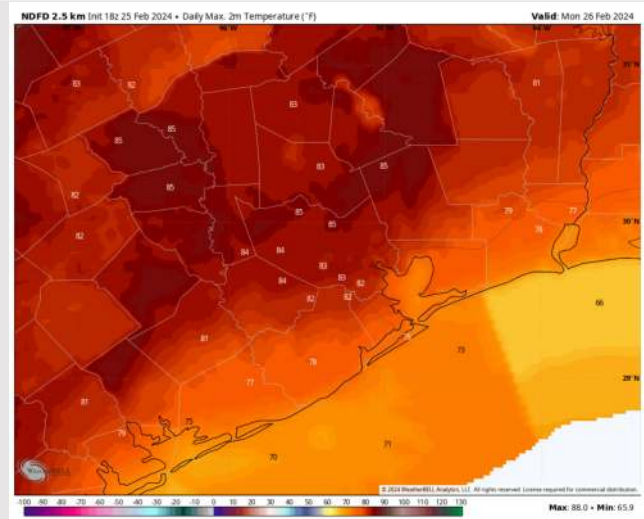 NDFD 2.5 km Init 18z 25 Feb 2024 • Daily Max. 2m Temperature (°F) Valid: Mon 26 Feb 2024
83 82 83 81
85 85
83 85
85
82
85 79 77
82 85 78 30°N
84 84
83
84 83 82
82 82
66
81
78 73
77 29°N
81
75
79
70 71
WeatherBELL
© 2024 WeatherBELL Analytics, LLC. All rights reserved. License required for commercial distribution.
-100 -90 -80 -70 -60 -50 -40 -30 -20 -10 0 10 20 30 40 50 60 70 80 90 100 110 120 130
Max: 88.0 • Min: 65.9